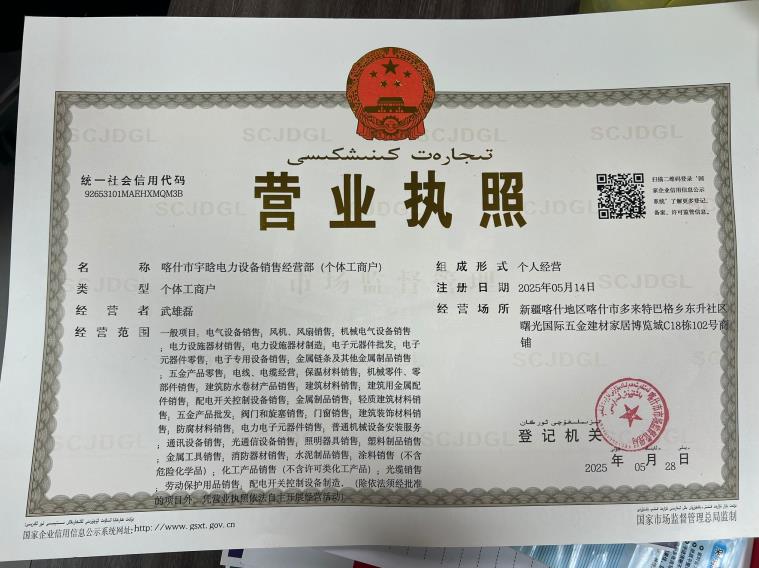 تىجارەت كىنىشكىسى
营业执照
统一社会信用代码
92653101MAEHXMQM3B
扫描二维码登录‘国
家企业信用信息公示
系统’了解更多登记、
备案、许可监管信息。
名 称 喀什市宇晗电力设备销售经营部（个体工商户）
类 型 个体工商户
经 营 者 武雄磊
经 营 范 围 一般项目：电气设备销售；风机、风扇销售；机械电气设备销售
；电力设施器材销售；电力设施器材制造；电子元器件批发；电子
元器件零售；电子专用设备销售；金属链条及其他金属制品销售
；五金产品零售；电线、电缆经营；保温材料销售；机械零件、零
部件销售；建筑防水卷材产品销售；建筑材料销售；建筑用金属配
件销售；配电开关控制设备销售；金属制品销售；轻质建筑材料销
售；五金产品批发；阀门和旋塞销售；门窗销售；建筑装饰材料销
售；防腐材料销售；电力电子元器件销售；普通机械设备安装服务
；通讯设备销售；光通信设备销售；照明器具销售；塑料制品销售
；金属工具销售；消防器材销售；水泥制品销售；涂料销售（不含
危险化学品）；化工产品销售（不含许可类化工产品）；光缆销售
；劳动保护用品销售；配电开关控制设备制造。（除依法须经批准
的项目外，凭营业执照依法自主开展经营活动）
组 成 形 式 个人经营
注 册 日 期 2025年05月14日
经 营 场 所 新疆喀什地区喀什市多来特巴格乡东升社区
曙光国际五金建材家居博览城C18栋102号商
铺
登 记 机 关
2025 年 05 月 28 日
国家企业信用信息公示系统网址：http://www.gsxt.gov.cn
国家市场监督管理总局监制
SCJDGL
市场监督管理